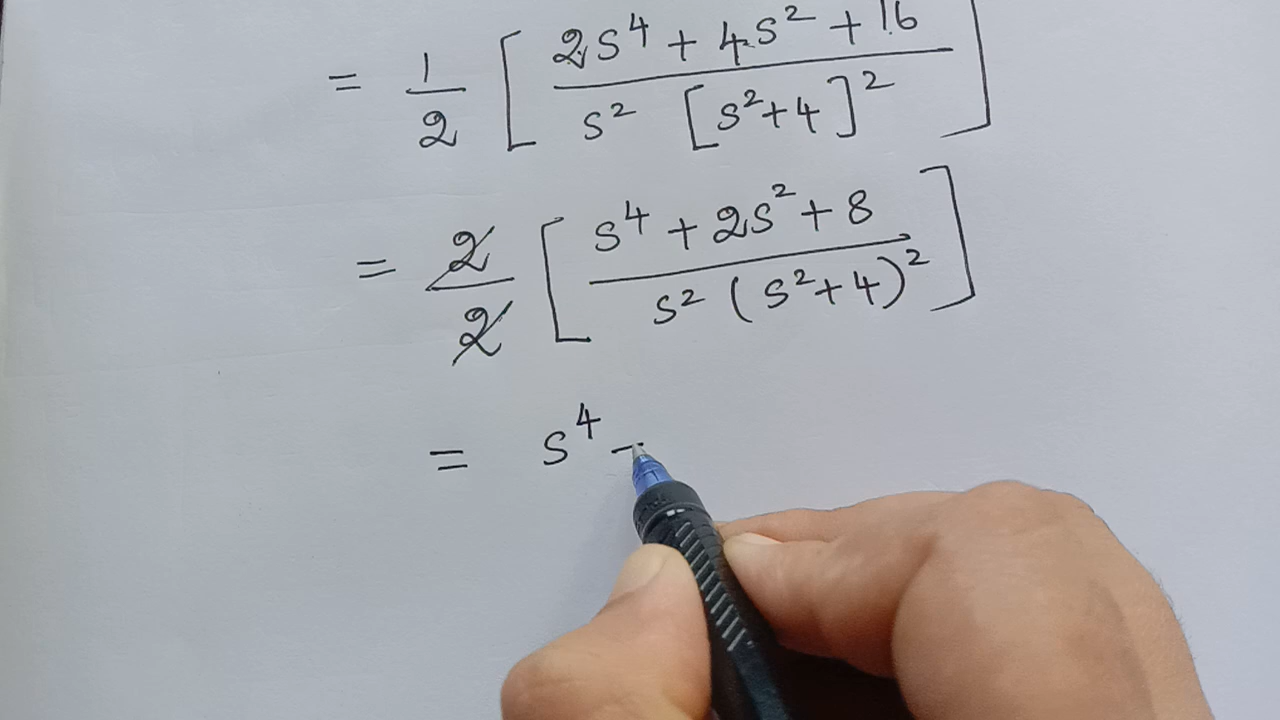 = 1/2 [ (2s⁴ + 4s² + 16) / (s² [s²+4]²) ]
= 2/2 [ (s⁴ + 2s² + 8) / (s² (s²+4)²) ]
= s⁴ -